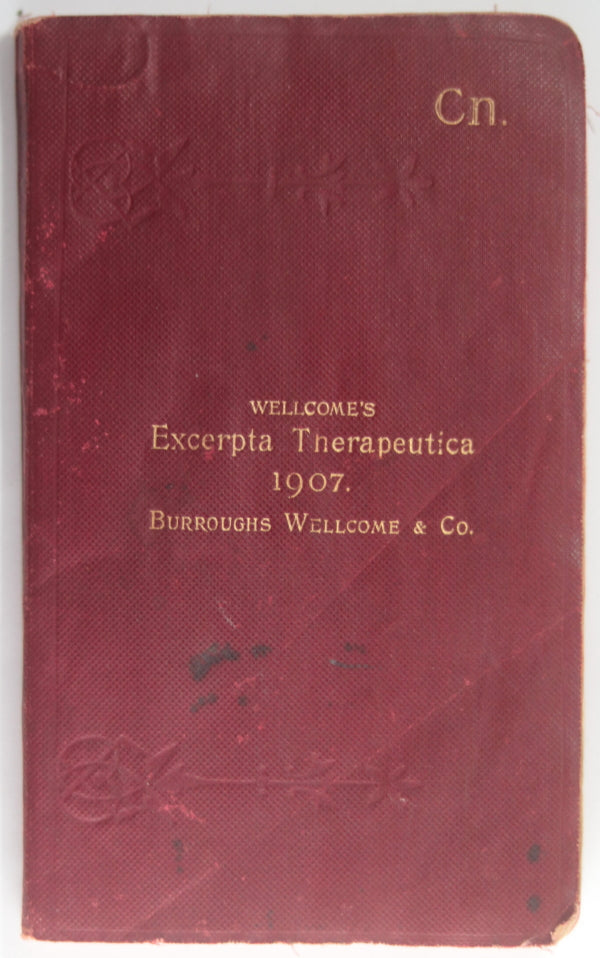 Cn.
WELLCOME'S
Excerpta Therapeutica
1907.
BURROUGHS WELLCOME & CO.